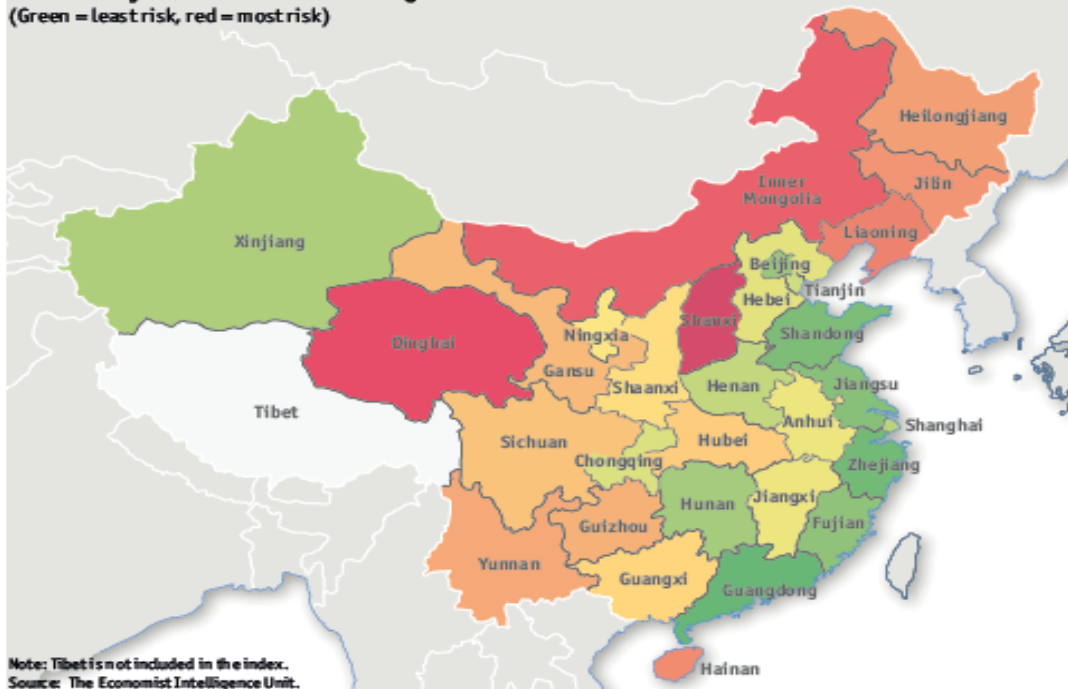 (Green = least risk, red = most risk)
Heilongjiang
Jilin
Inner
Mongolia
Liaoning
Xinjiang
Beijing
Tianjin
Hebei
Shanxi
Shandong
Ningxia
Dinghai
Gansu
Shaanxi
Henan
Jiangsu
Tibet
Anhui
Shanghai
Sichuan
Hubei
Chongqing
Zhejiang
Jiangxi
Hunan
Fujian
Guizhou
Yunnan
Guangxi
Guangdong
Hainan
Note: Tibet is not included in the index.
Source: The Economist Intelligence Unit.